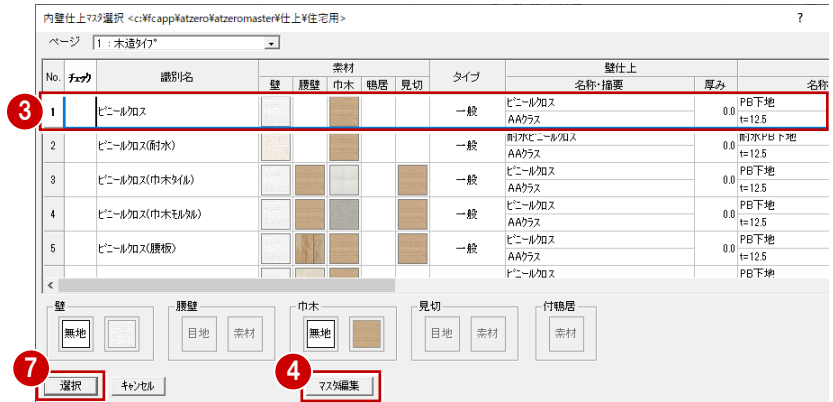 内壁仕上マスタ選択 <c:¥fcapp¥atzero¥atzeromaster¥仕上¥住宅用> ?
ページ 1：木造タイプ
No. チェック 識別名 素材 タイプ 壁仕上
壁 腰壁 巾木 鴨居 見切 名称・摘要 厚み 名称
3
1 ビニールクロス 一般 ビニールクロス 0.0 PB下地
AAクラス t=12.5
2 ビニールクロス(耐水) 一般 耐水ビニールクロス 0.0 耐水PB下地
AAクラス t=12.5
3 ビニールクロス(巾木タイル) 一般 ビニールクロス 0.0 PB下地
AAクラス t=12.5
4 ビニールクロス(巾木モルタル) 一般 ビニールクロス 0.0 PB下地
AAクラス t=12.5
5 ビニールクロス(腰板) 一般 ビニールクロス 0.0 PB下地
AAクラス t=12.5
ビニールクロス PB下地
壁 腰壁 巾木 見切 付鴨居
無地 目地 素材 無地 目地 素材 素材
7 4
選択 キャンセル マスタ編集